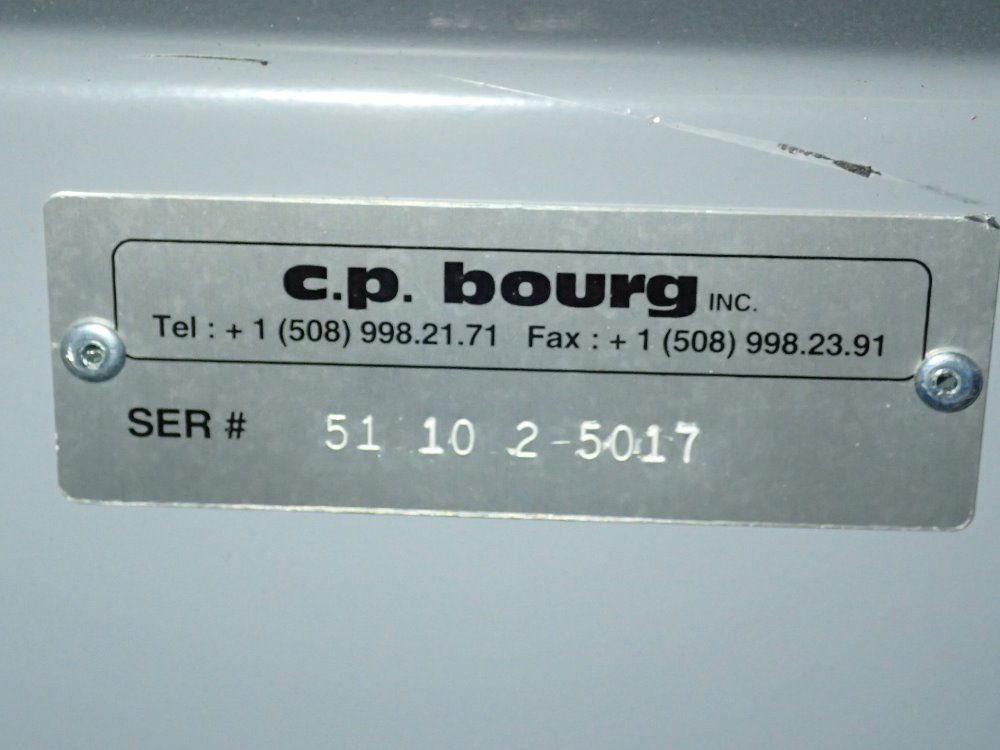 c.p. bourg INC.
Tel : + 1 (508) 998.21.71 Fax : + 1 (508) 998.23.91
SER # 51 10 2-5017